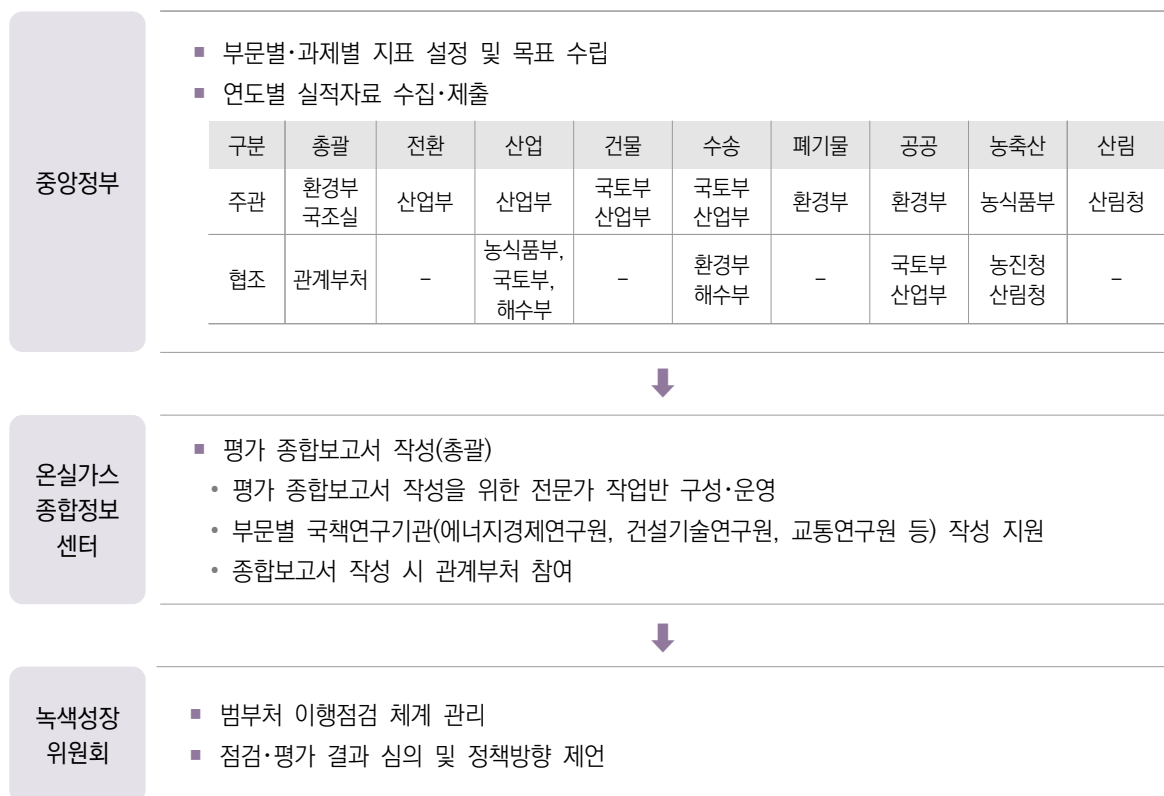 중앙정부
■ 부문별·과제별 지표 설정 및 목표 수립
■ 연도별 실적자료 수집·제출
구분 총괄 전환 산업 건물 수송 폐기물 공공 농축산 산림
주관 환경부 국조실 산업부 산업부 국토부 산업부 국토부 산업부 환경부 환경부 농식품부 산림청
협조 관계부처 – 농식품부, 국토부, 해수부 – 환경부 해수부 – 국토부 산업부 농진청 산림청 –
온실가스
종합정보
센터
■ 평가 종합보고서 작성(총괄)
• 평가 종합보고서 작성을 위한 전문가 작업반 구성·운영
• 부문별 국책연구기관(에너지경제연구원, 건설기술연구원, 교통연구원 등) 작성 지원
• 종합보고서 작성 시 관계부처 참여
녹색성장
위원회
■ 범부처 이행점검 체계 관리
■ 점검·평가 결과 심의 및 정책방향 제언